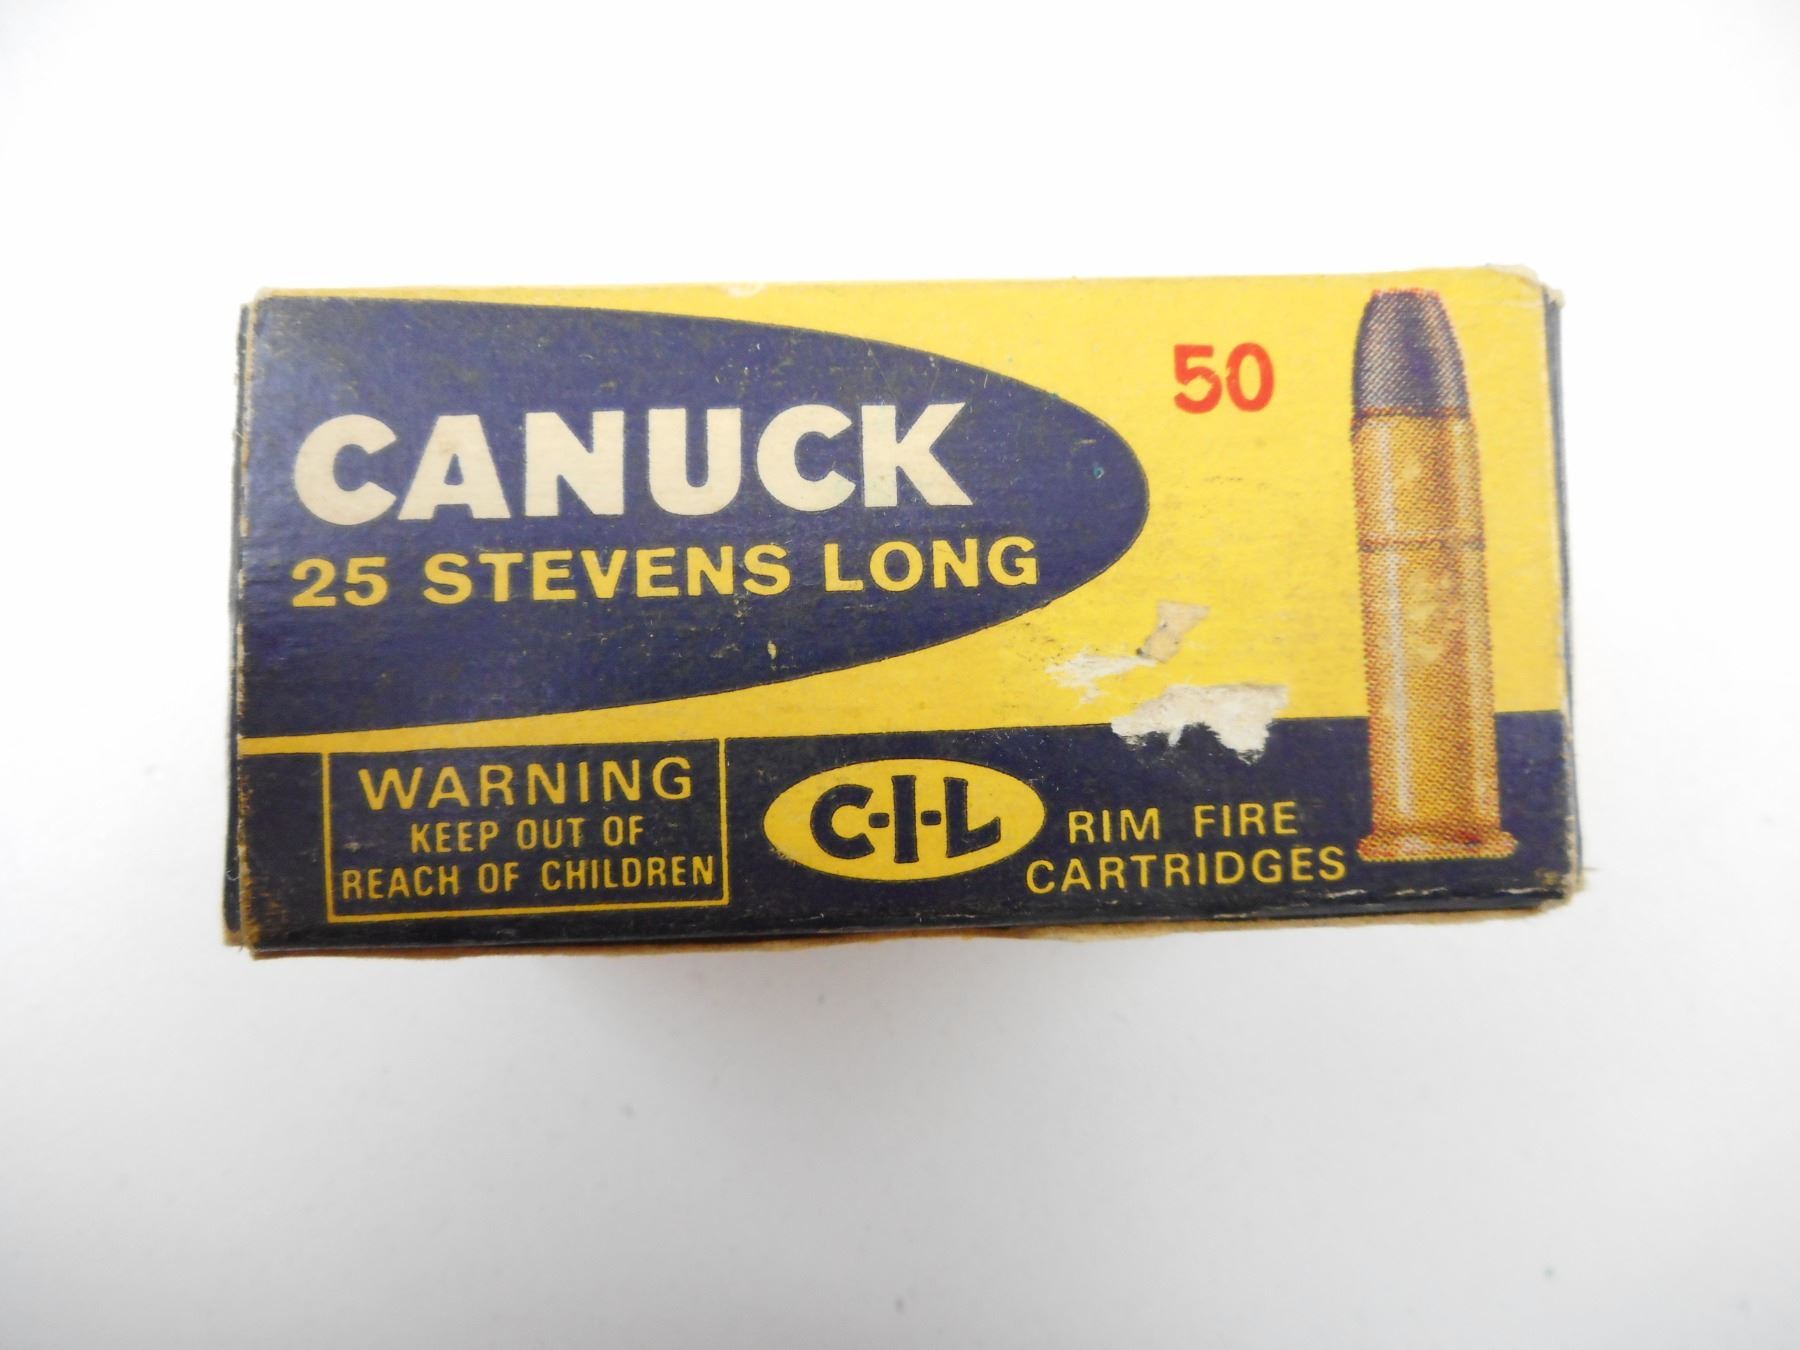 50
CANUCK
25 STEVENS LONG
WARNING
KEEP OUT OF
REACH OF CHILDREN
C-I-L
RIM FIRE
CARTRIDGES